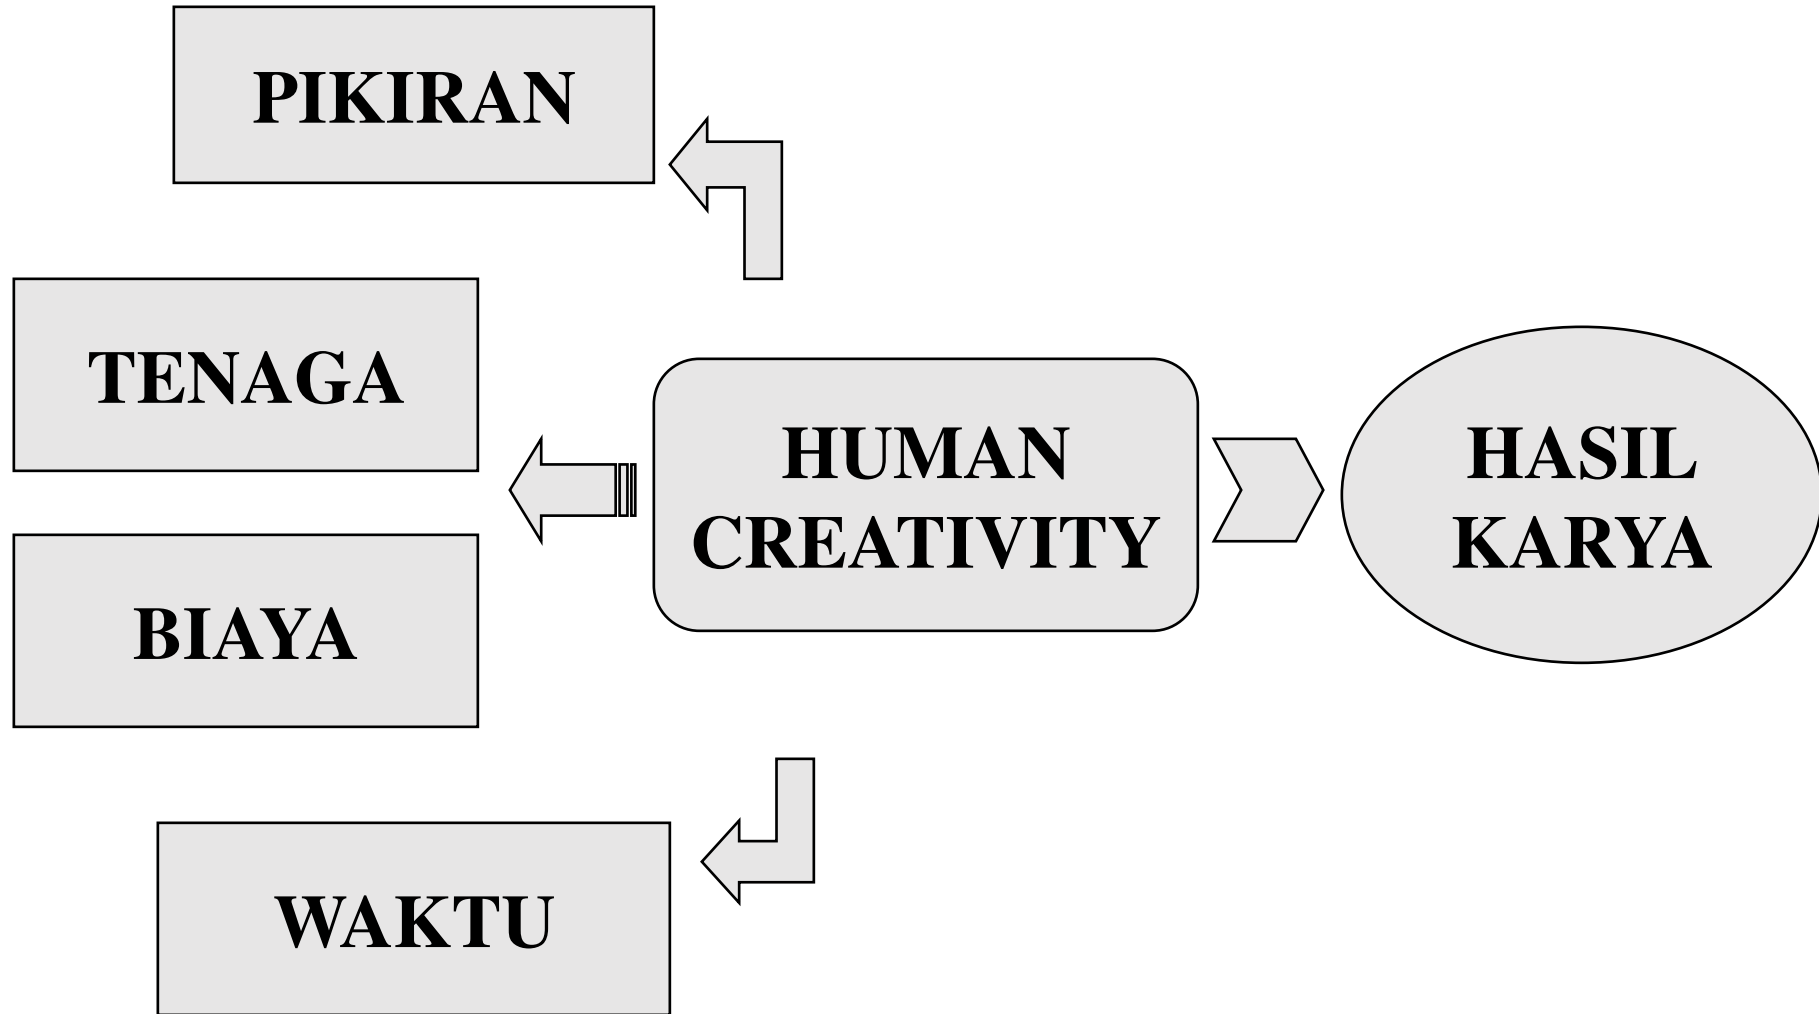 PIKIRAN
TENAGA
HUMAN
CREATIVITY
HASIL
KARYA
BIAYA
WAKTU